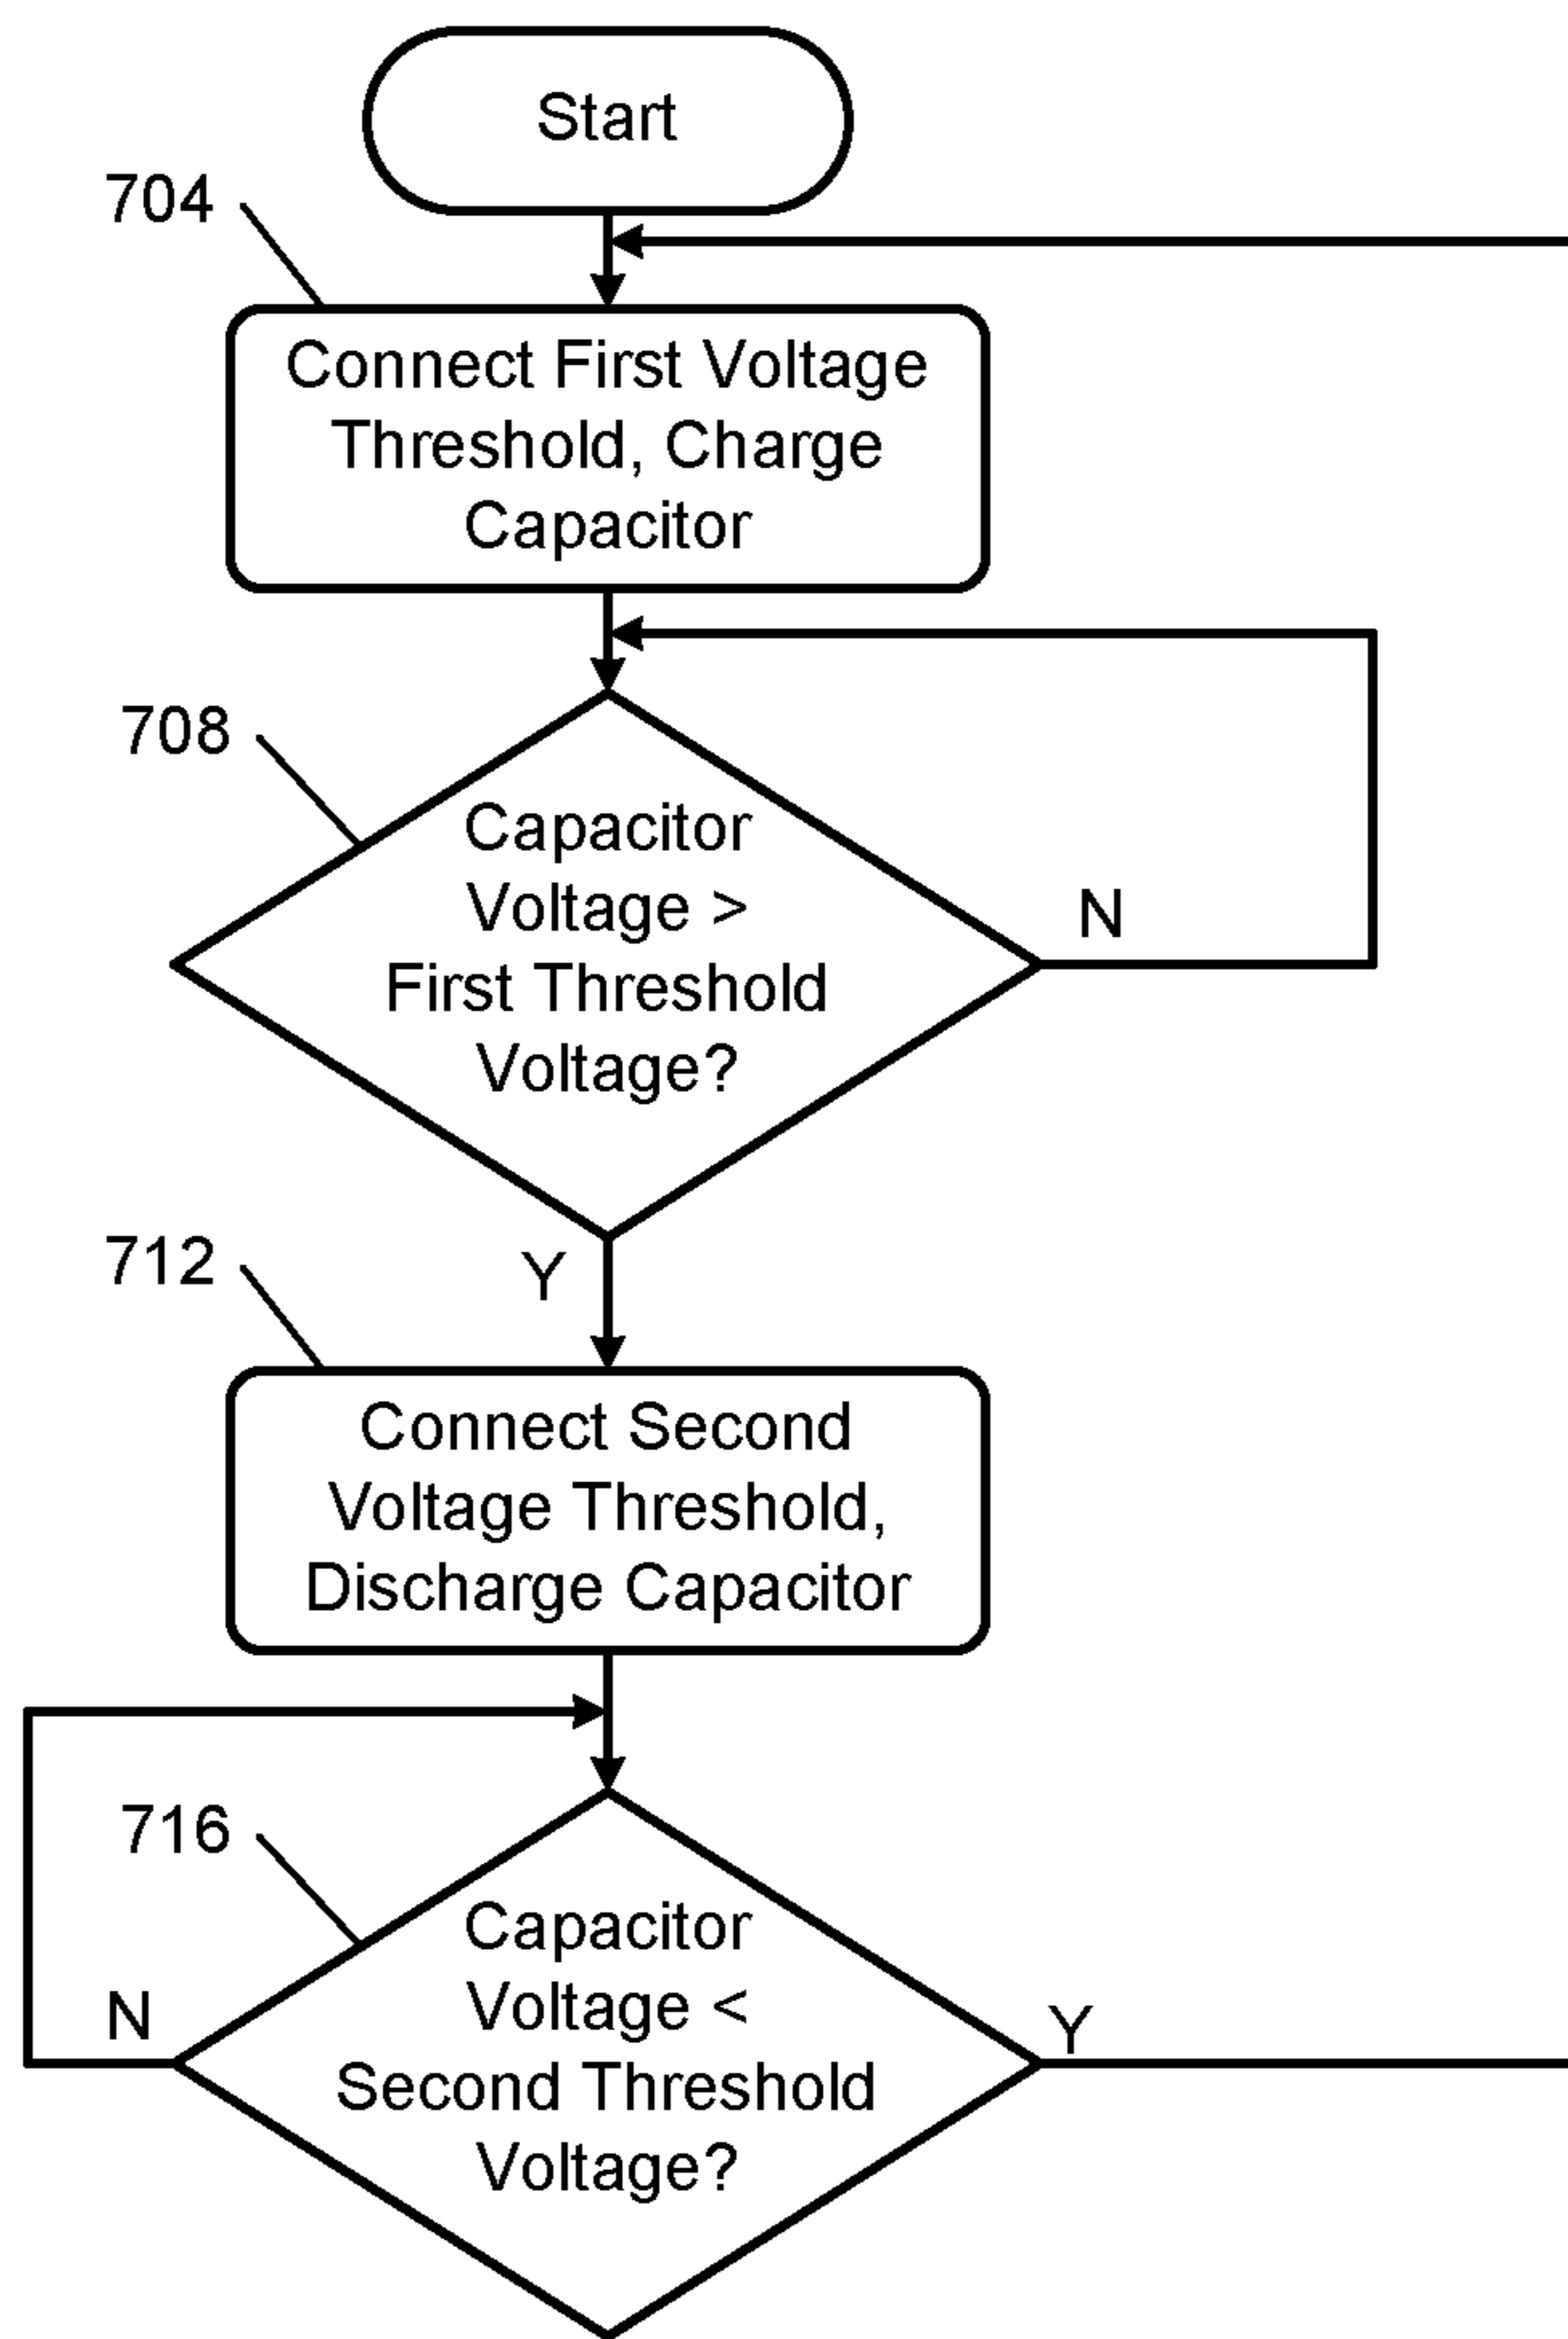 Start
704
Connect First Voltage
Threshold, Charge
Capacitor
708
Capacitor
Voltage >
First Threshold
Voltage?
N
Y
712
Connect Second
Voltage Threshold,
Discharge Capacitor
716
Capacitor
Voltage <
Second Threshold
Voltage?
N
Y